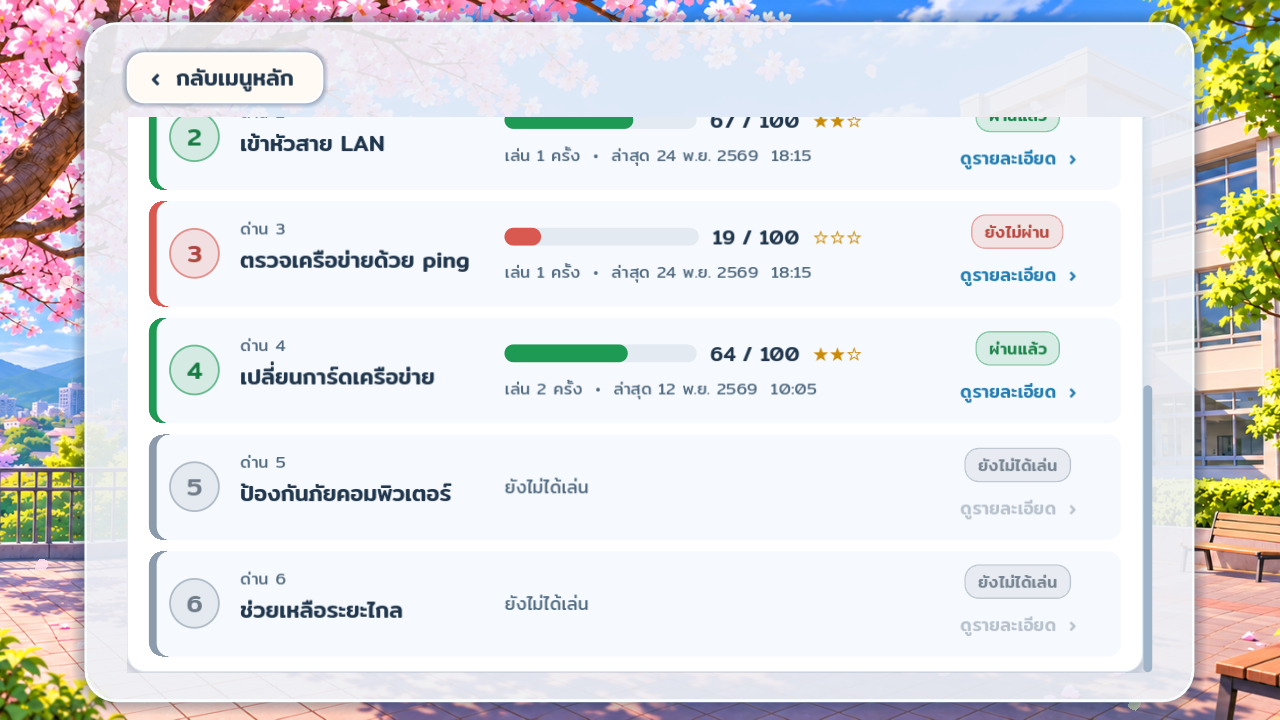 ‹ กลับเมนูหลัก
2
เข้าหัวสาย LAN
67 / 100 ★★☆
เล่น 1 ครั้ง • ล่าสุด 24 พ.ย. 2569 18:15
ผ่านแล้ว
ดูรายละเอียด ›
3
ด่าน 3
ตรวจเครือข่ายด้วย ping
19 / 100 ☆☆☆
เล่น 1 ครั้ง • ล่าสุด 24 พ.ย. 2569 18:15
ยังไม่ผ่าน
ดูรายละเอียด ›
4
ด่าน 4
เปลี่ยนการ์ดเครือข่าย
64 / 100 ★★☆
เล่น 2 ครั้ง • ล่าสุด 12 พ.ย. 2569 10:05
ผ่านแล้ว
ดูรายละเอียด ›
5
ด่าน 5
ป้องกันภัยคอมพิวเตอร์
ยังไม่ได้เล่น
ยังไม่ได้เล่น
ดูรายละเอียด ›
6
ด่าน 6
ช่วยเหลือระยะไกล
ยังไม่ได้เล่น
ยังไม่ได้เล่น
ดูรายละเอียด ›